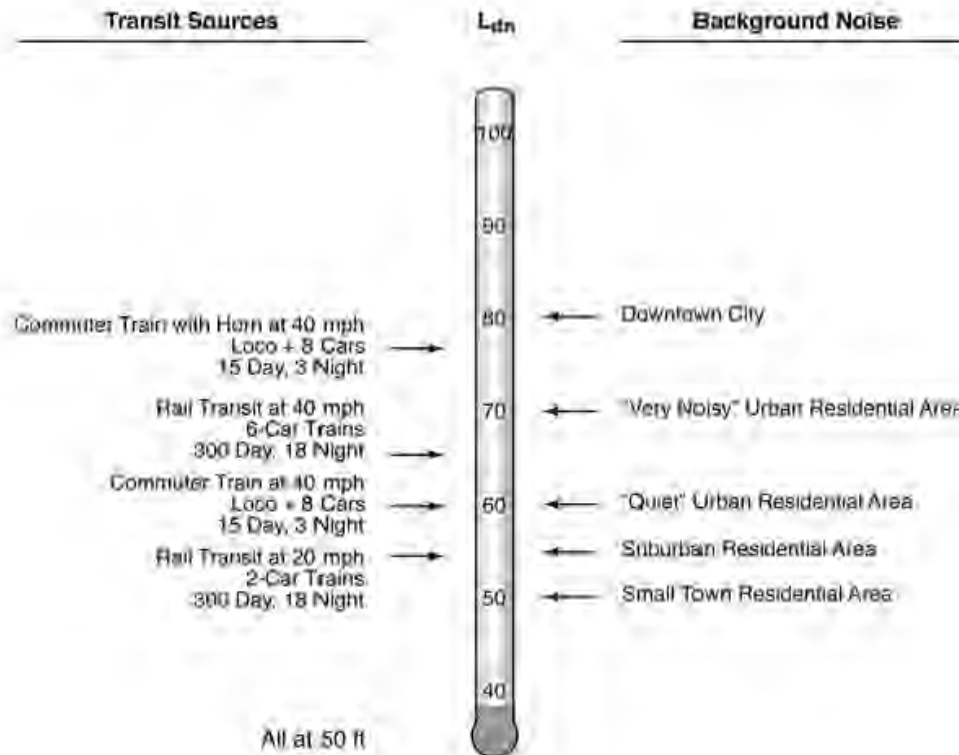 Transit Sources
Ldn
Background Noise
100
90
80
70
60
50
40
Commuter Train with Horn at 40 mph
Loco + 8 Cars
15 Day, 3 Night
Rail Transit at 40 mph
6-Car Trains
300 Day, 18 Night
Commuter Train at 40 mph
Loco + 8 Cars
15 Day, 3 Night
Rail Transit at 20 mph
2-Car Trains
300 Day, 18 Night
All at 50 ft
Downtown City
"Very Noisy" Urban Residential Area
"Quiet" Urban Residential Area
Suburban Residential Area
Small Town Residential Area